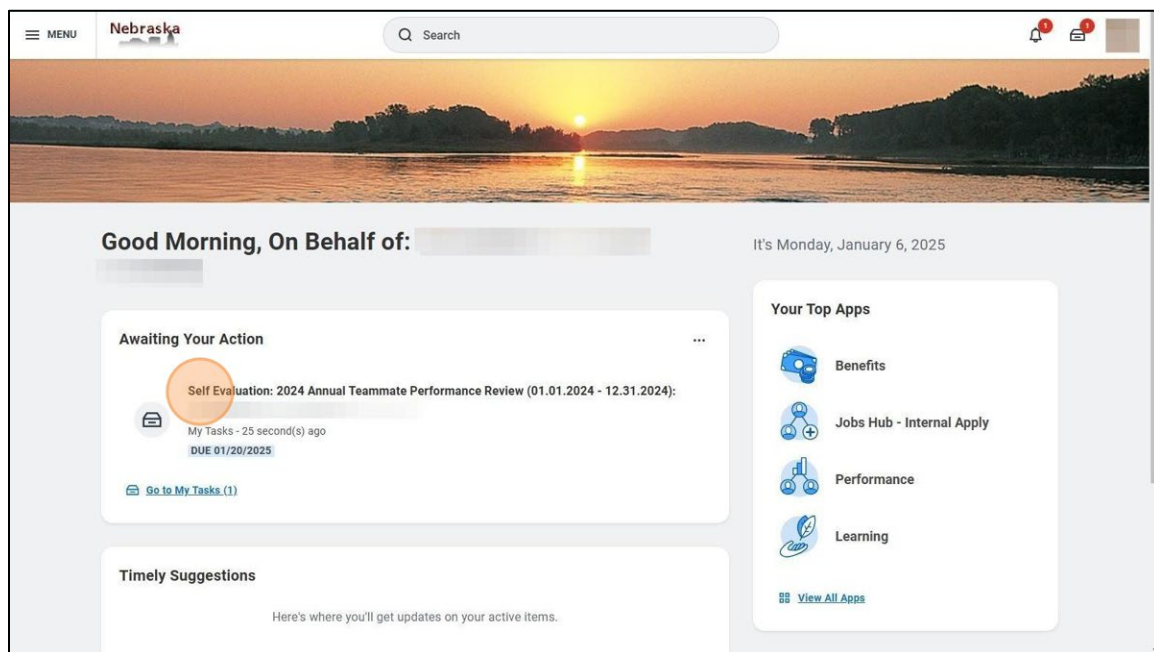 MENU
Nebraska
Search
1
1
Good Morning, On Behalf of:
It's Monday, January 6, 2025
Awaiting Your Action
...
Self Evaluation: 2024 Annual Teammate Performance Review (01.01.2024 - 12.31.2024):
My Tasks - 25 second(s) ago
DUE 01/20/2025
Go to My Tasks (1)
Timely Suggestions
Here's where you'll get updates on your active items.
Your Top Apps
Benefits
Jobs Hub - Internal Apply
Performance
Learning
View All Apps